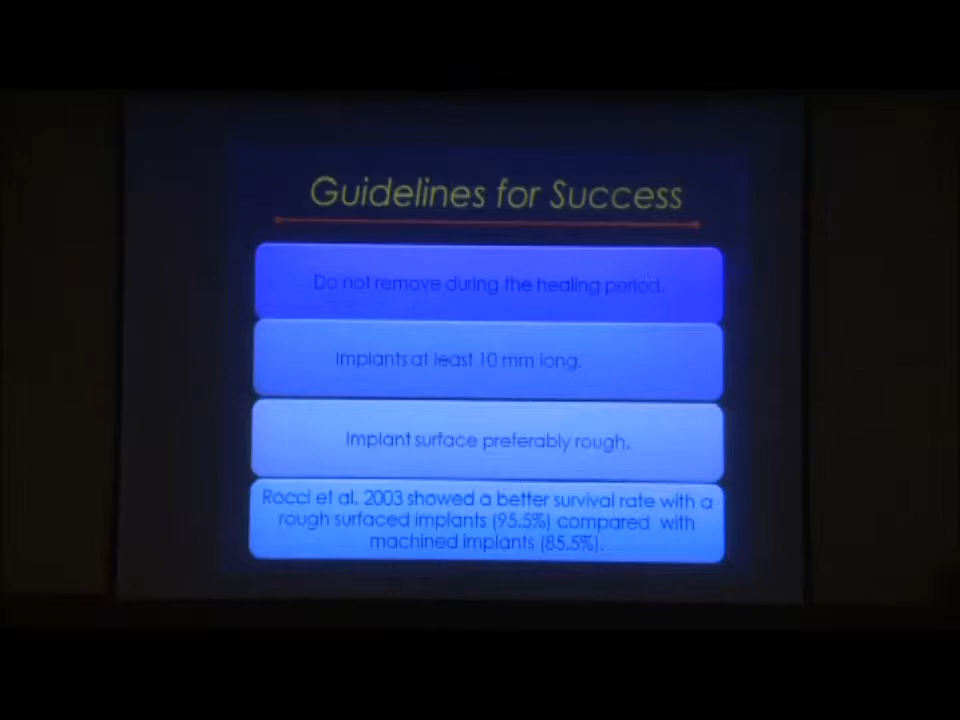 Guidelines for Success
Do not remove during the healing period.
Implants at least 10 mm long.
Implant surface preferably rough.
Rocci et al. 2003 showed a better survival rate with a
rough surfaced implants (95.5%) compared with
machined implants (85.5%).